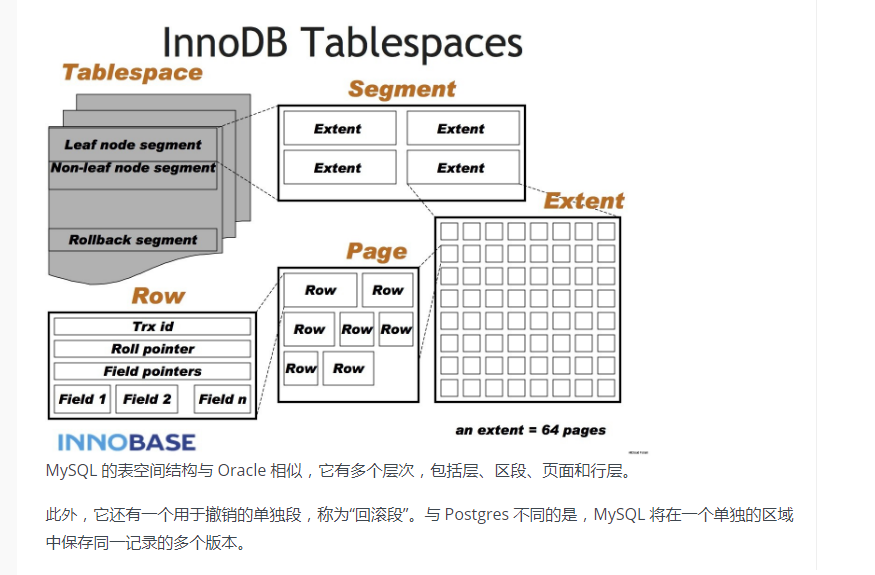 InnoDB Tablespaces
Tablespace
Segment
Leaf node segment
Non-leaf node segment
Rollback segment
Extent Extent
Extent Extent
Extent
Page
Row Row
Row Row Row
Row Row
Row
Trx id
Roll pointer
Field pointers
Field 1 Field 2 Field n
an extent = 64 pages
INNOBASE
MySQL 的表空间结构与 Oracle 相似，它有多个层次，包括层、区段、页面和行层。
此外，它还有一个用于撤销的单独段，称为“回滚段”。与 Postgres 不同的是，MySQL 将在一个单独的区域
中保存同一记录的多个版本。